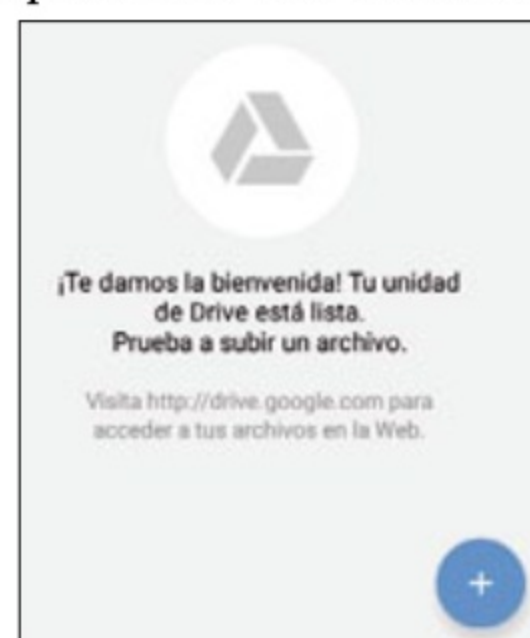 ¡Te damos la bienvenida! Tu unidad
de Drive está lista.
Prueba a subir un archivo.
Visita http://drive.google.com para
acceder a tus archivos en la Web.
+